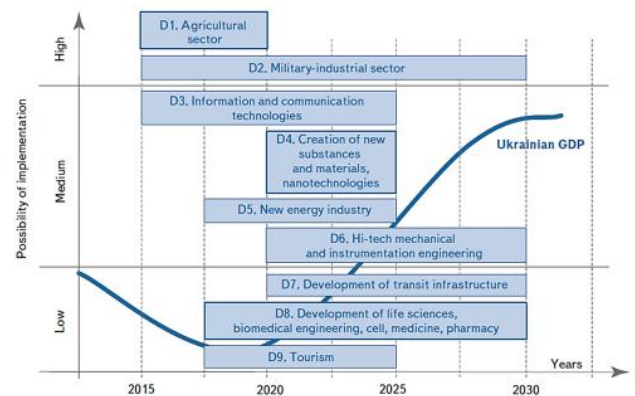 High
Medium
Low
Possibility of implementation
D1. Agricultural
sector
D2. Military-industrial sector
D3. Information and communication
technologies
D4. Creation of new
substances
and materials,
nanotechnologies
Ukrainian GDP
D5. New energy industry
D6. Hi-tech mechanical
and instrumentation engineering
D7. Development of transit infrastructure
D8. Development of life sciences,
biomedical engineering, cell, medicine, pharmacy
D9. Tourism
Years
2015
2020
2025
2030